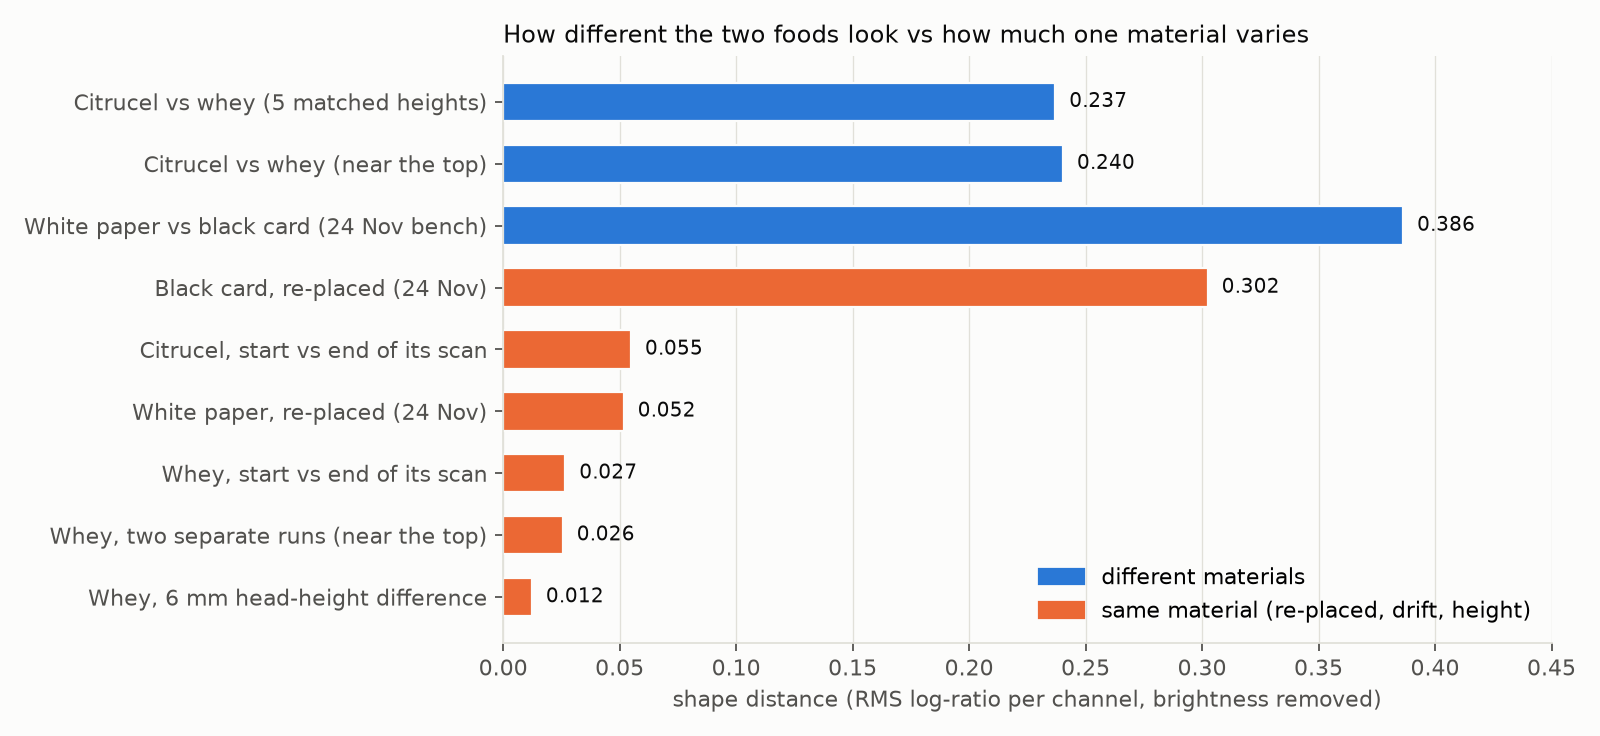 How different the two foods look vs how much one material varies
Citrucel vs whey (5 matched heights)
0.237
Citrucel vs whey (near the top)
0.240
White paper vs black card (24 Nov bench)
0.386
Black card, re-placed (24 Nov)
0.302
Citrucel, start vs end of its scan
0.055
White paper, re-placed (24 Nov)
0.052
Whey, start vs end of its scan
0.027
Whey, two separate runs (near the top)
0.026
Whey, 6 mm head-height difference
0.012
different materials
same material (re-placed, drift, height)
0.00 0.05 0.10 0.15 0.20 0.25 0.30 0.35 0.40 0.45
shape distance (RMS log-ratio per channel, brightness removed)